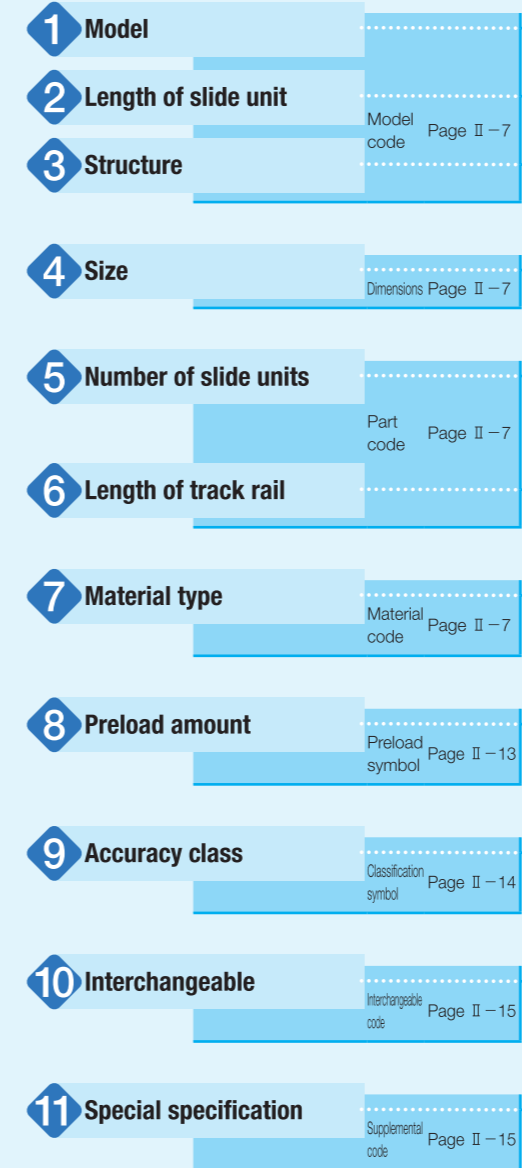 1 Model
2 Length of slide unit
Model
code Page Ⅱ－7
3 Structure
4 Size
Dimensions Page Ⅱ－7
5 Number of slide units
Part
code Page Ⅱ－7
6 Length of track rail
7 Material type
Material
code Page Ⅱ－7
8 Preload amount
Preload
symbol Page Ⅱ－13
9 Accuracy class
Classification
symbol Page Ⅱ－14
10 Interchangeable
Interchangeable
code Page Ⅱ－15
11 Special specification
Supplemental
code Page Ⅱ－15